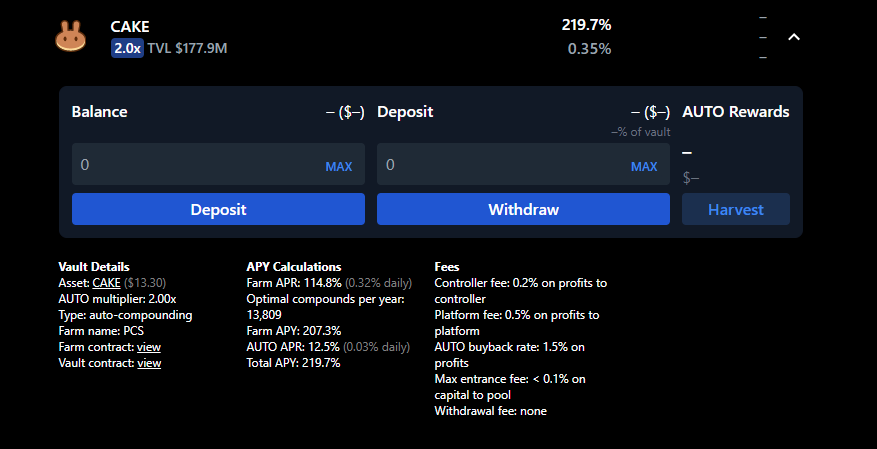 CAKE
219.7%
–
2.0x TVL $177.9M
0.35%
–
–
Balance
– ($–)
Deposit
– ($–)
AUTO Rewards
–% of vault
0
MAX
0
MAX
–
$–
Deposit
Withdraw
Harvest
Vault Details
Asset: CAKE ($13.30)
AUTO multiplier: 2.00x
Type: auto-compounding
Farm name: PCS
Farm contract: view
Vault contract: view
APY Calculations
Farm APR: 114.8% (0.32% daily)
Optimal compounds per year:
13,809
Farm APY: 207.3%
AUTO APR: 12.5% (0.03% daily)
Total APY: 219.7%
Fees
Controller fee: 0.2% on profits to
controller
Platform fee: 0.5% on profits to
platform
AUTO buyback rate: 1.5% on
profits
Max entrance fee: < 0.1% on
capital to pool
Withdrawal fee: none